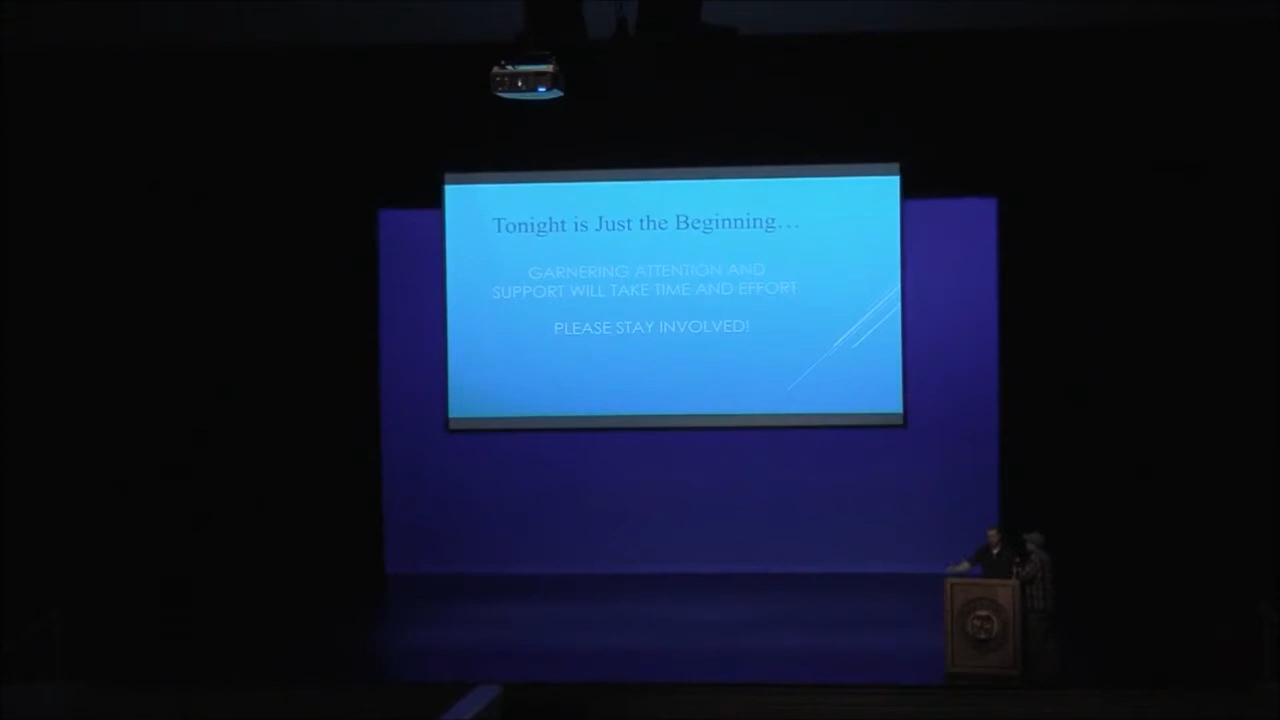 Tonight is Just the Beginning…
GARNERING ATTENTION AND
SUPPORT WILL TAKE TIME AND EFFORT
PLEASE STAY INVOLVED!